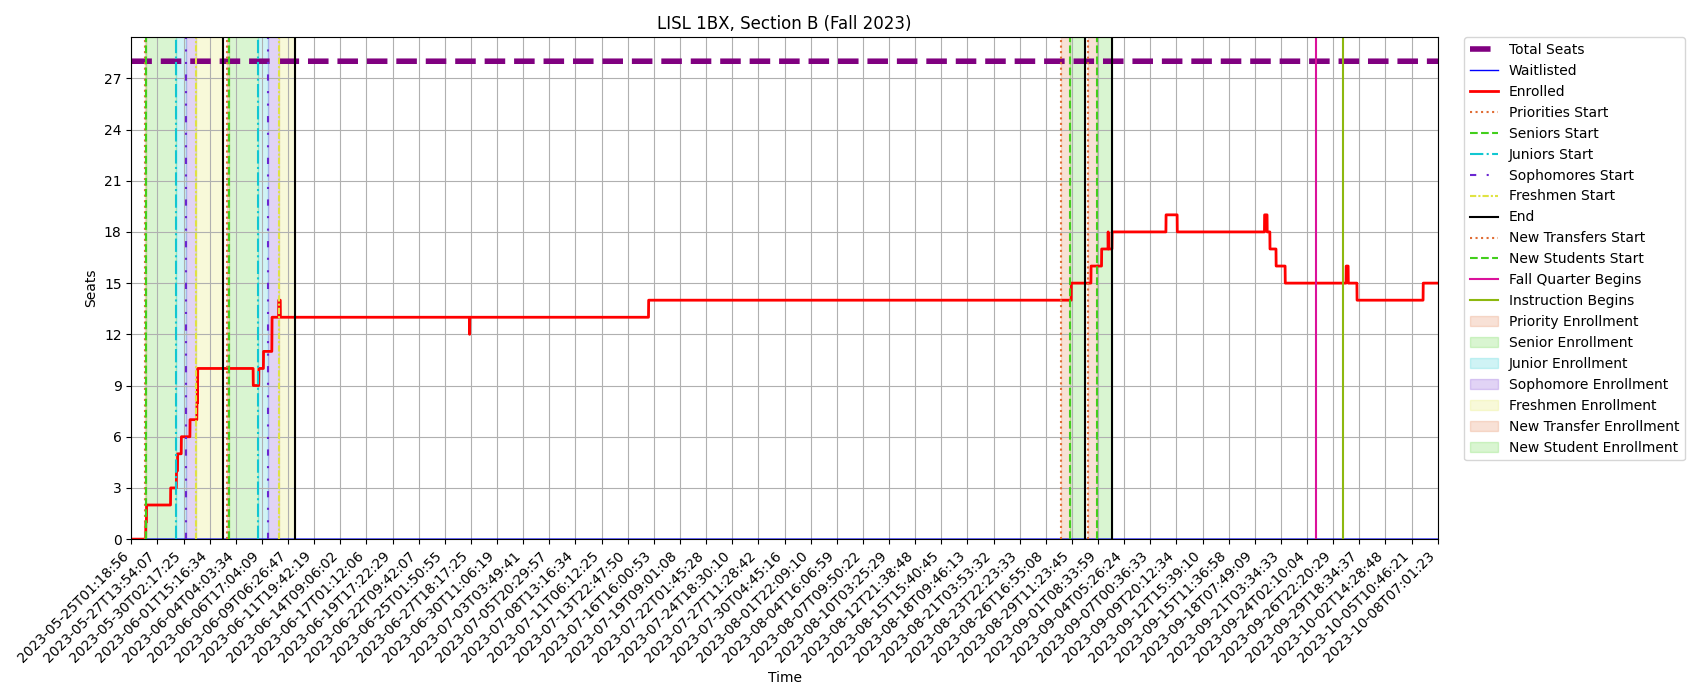 LISL 1BX, Section B (Fall 2023)
Seats
27
24
21
18
15
12
9
6
3
0
2023-05-25T01:18:56
2023-05-27T13:54:07
2023-05-30T02:17:25
2023-06-01T15:16:34
2023-06-04T04:03:34
2023-06-06T17:04:09
2023-06-09T06:26:47
2023-06-11T19:42:19
2023-06-14T09:06:02
2023-06-17T01:12:06
2023-06-19T17:22:29
2023-06-22T09:42:07
2023-06-25T01:50:55
2023-06-27T18:17:25
2023-06-30T11:06:19
2023-07-03T03:49:41
2023-07-05T20:29:57
2023-07-08T13:16:34
2023-07-11T06:12:25
2023-07-13T22:47:50
2023-07-16T16:00:53
2023-07-19T09:01:08
2023-07-22T01:45:28
2023-07-24T18:30:10
2023-07-27T11:28:42
2023-07-30T04:45:16
2023-08-01T22:09:10
2023-08-04T16:06:59
2023-08-07T09:50:22
2023-08-10T03:25:29
2023-08-12T21:38:48
2023-08-15T15:40:45
2023-08-18T09:46:13
2023-08-21T03:53:32
2023-08-23T22:23:33
2023-08-26T16:55:08
2023-08-29T11:23:45
2023-09-01T08:33:59
2023-09-04T05:26:24
2023-09-07T00:36:33
2023-09-09T20:12:34
2023-09-12T15:39:10
2023-09-15T11:36:58
2023-09-18T07:49:09
2023-09-21T03:34:33
2023-09-24T02:10:04
2023-09-26T22:20:29
2023-09-29T18:34:37
2023-10-02T14:28:48
2023-10-05T10:46:21
2023-10-08T07:01:23
Time
Total Seats
Waitlisted
Enrolled
Priorities Start
Seniors Start
Juniors Start
Sophomores Start
Freshmen Start
End
New Transfers Start
New Students Start
Fall Quarter Begins
Instruction Begins
Priority Enrollment
Senior Enrollment
Junior Enrollment
Sophomore Enrollment
Freshmen Enrollment
New Transfer Enrollment
New Student Enrollment